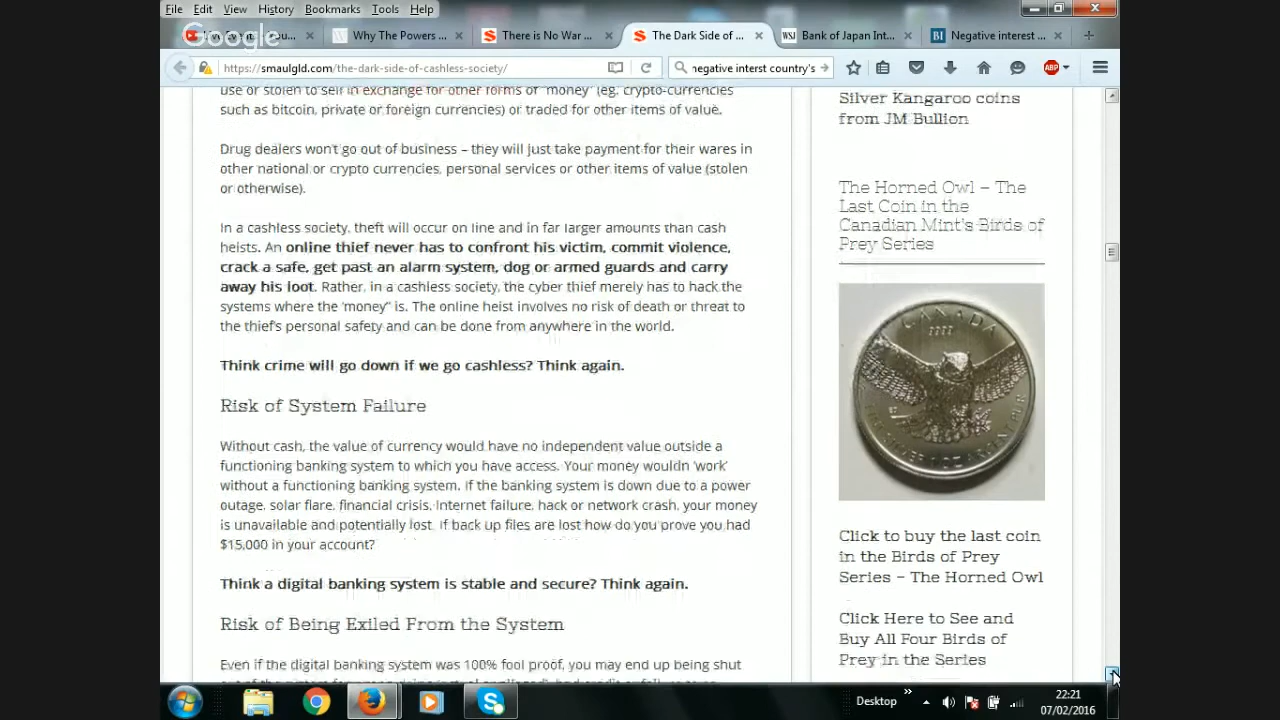 File Edit View History Bookmarks Tools Help
Google
Why The Powers ... ×
There is No War ... ×
The Dark Side of ... ×
WSJ Bank of Japan Int... ×
BI Negative interest ... ×
https://smaulgld.com/the-dark-side-of-cashless-society/
negative interst country's
ABP
use or stolen to sell in exchange for other forms of "money" (eg, crypto-currencies
such as bitcoin, private or foreign currencies) or traded for other items of value.
Drug dealers won't go out of business – they will just take payment for their wares in
other national or crypto currencies, personal services or other items of value (stolen
or otherwise).
In a cashless society, theft will occur on line and in far larger amounts than cash
heists. An online thief never has to confront his victim, commit violence,
crack a safe, get past an alarm system, dog or armed guards and carry
away his loot. Rather, in a cashless society, the cyber thief merely has to hack the
systems where the 'money" is. The online heist involves no risk of death or threat to
the thief's personal safety and can be done from anywhere in the world.
Think crime will go down if we go cashless? Think again.
Risk of System Failure
Without cash, the value of currency would have no independent value outside a
functioning banking system to which you have access. Your money wouldn 'work'
without a functioning banking system. If the banking system is down due to a power
outage, solar flare, financial crisis, Internet failure, hack or network crash, your money
is unavailable and potentially lost. If back up files are lost how do you prove you had
$15,000 in your account?
Think a digital banking system is stable and secure? Think again.
Risk of Being Exiled From the System
Even if the digital banking system was 100% fool proof, you may end up being shut
Silver Kangaroo coins
from JM Bullion
The Horned Owl – The
Last Coin in the
Canadian Mint's Birds of
Prey Series
CANADA
9999
Click to buy the last coin
in the Birds of Prey
Series – The Horned Owl
Click Here to See and
Buy All Four Birds of
Prey in the Series
Desktop
22:21
07/02/2016